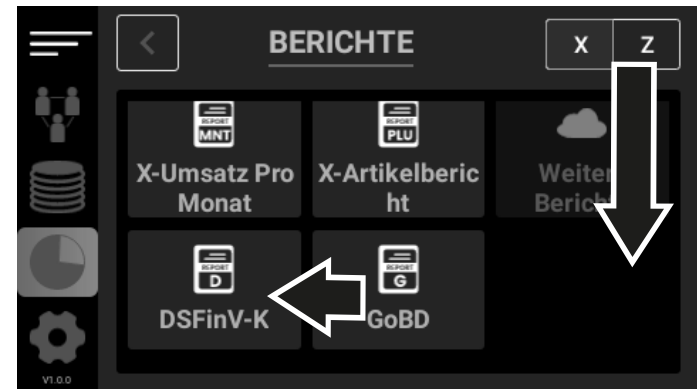 BERICHTE
X Z
REPORT REPORT
MNT PLU
X-Umsatz Pro X-Artikelberic
Monat ht
REPORT REPORT
D G
DSFinV-K GoBD
V1.0.0